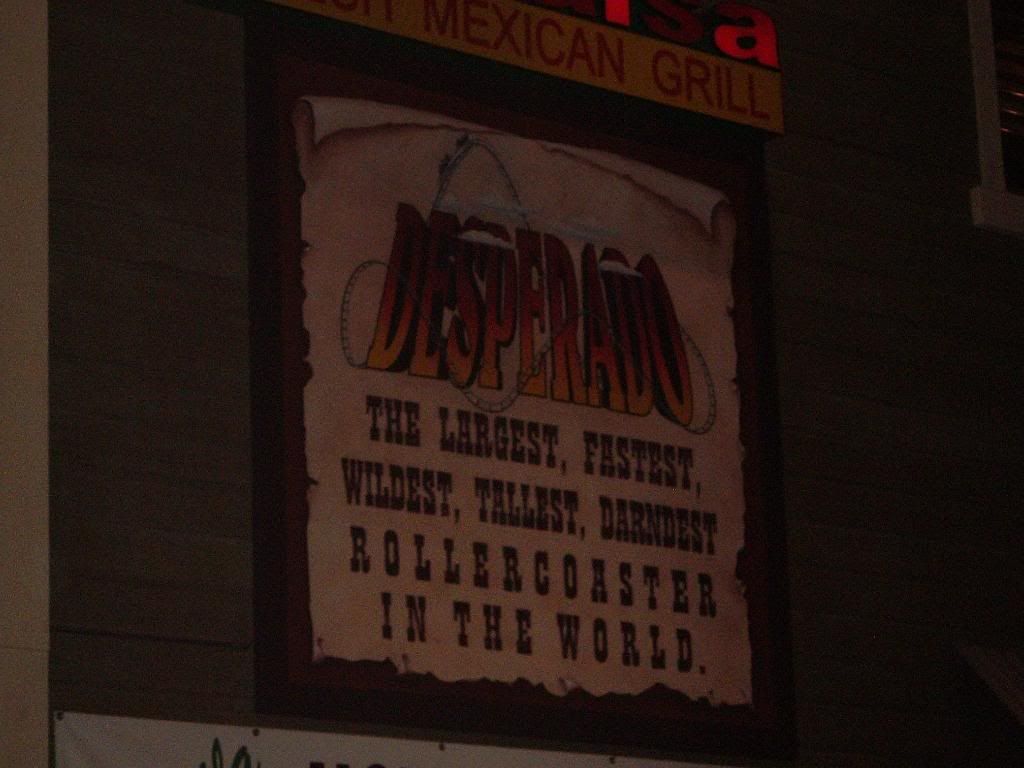 MEXICAN GRILL
DESPERADO
THE LARGEST, FASTEST,
WILDEST, TALLEST, DARNDEST
ROLLERCOASTER
IN THE WORLD.